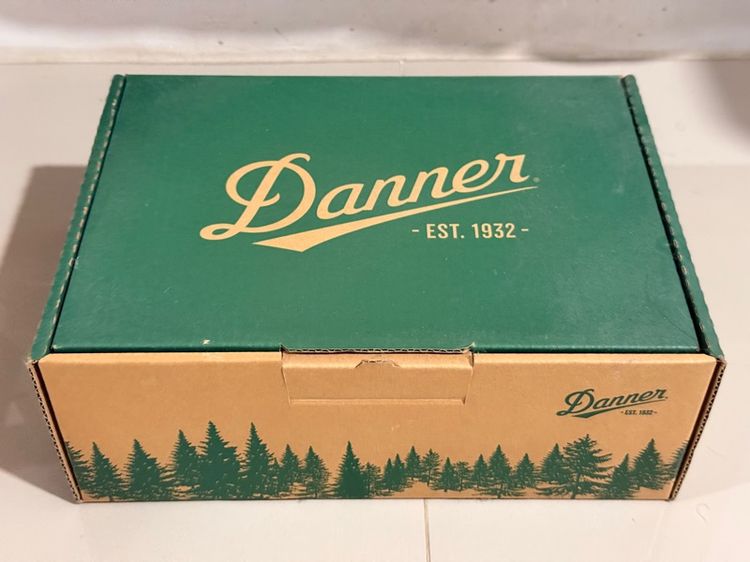 Danner
- EST. 1932 -
Danner
- EST. 1932 -